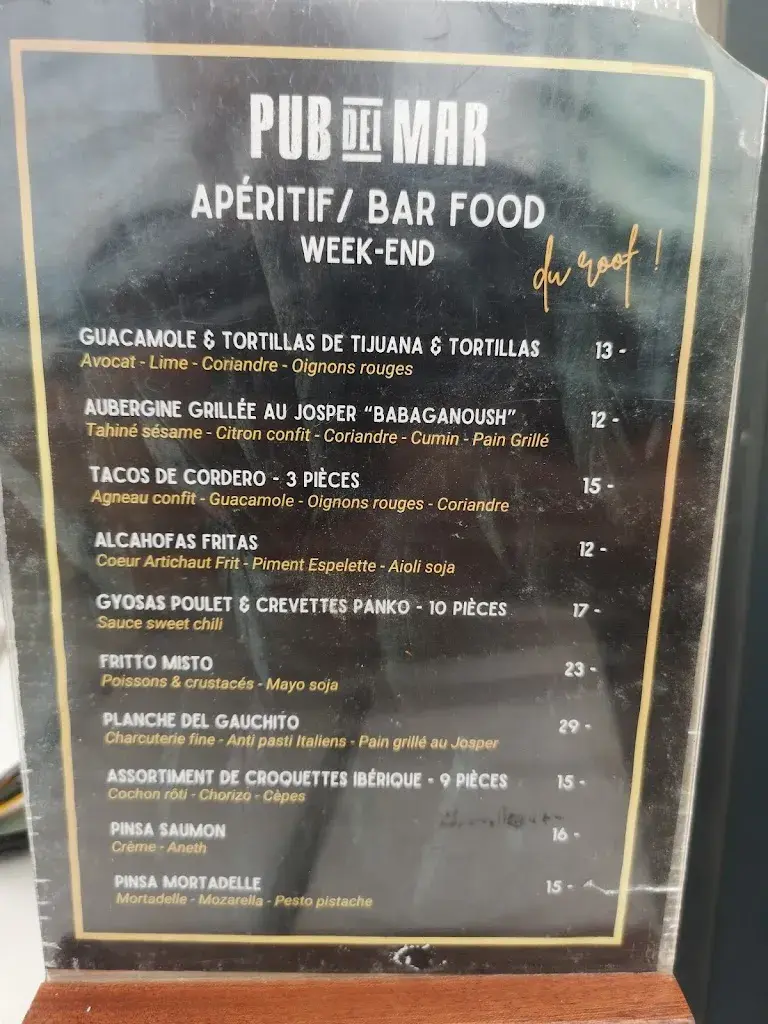 PUB DEL MAR
APÉRITIF/ BAR FOOD
WEEK-END
du roof !
GUACAMOLE & TORTILLAS DE TIJUANA & TORTILLAS 13 -
Avocat - Lime - Coriandre - Oignons rouges
AUBERGINE GRILLÉE AU JOSPER "BABAGANOUSH" 12 -
Tahiné sésame - Citron confit - Coriandre - Cumin - Pain Grillé
TACOS DE CORDERO - 3 PIÈCES 15 -
Agneau confit - Guacamole - Oignons rouges - Coriandre
ALCAHOFAS FRITAS 12 -
Coeur Artichaut Frit - Piment Espelette - Aioli soja
GYOSAS POULET & CREVETTES PANKO - 10 PIÈCES 17 -
Sauce sweet chili
FRITTO MISTO 23 -
Poissons & crustacés - Mayo soja
PLANCHE DEL GAUCHITO 29 -
Charcuterie fine - Anti pasti Italiens - Pain grillé au Josper
ASSORTIMENT DE CROQUETTES IBÉRIQUE - 9 PIÈCES 15 -
Cochon rôti - Chorizo - Cèpes
PINSA SAUMON 16 -
Crème - Aneth
PINSA MORTADELLE 15 -
Mortadelle - Mozarella - Pesto pistache